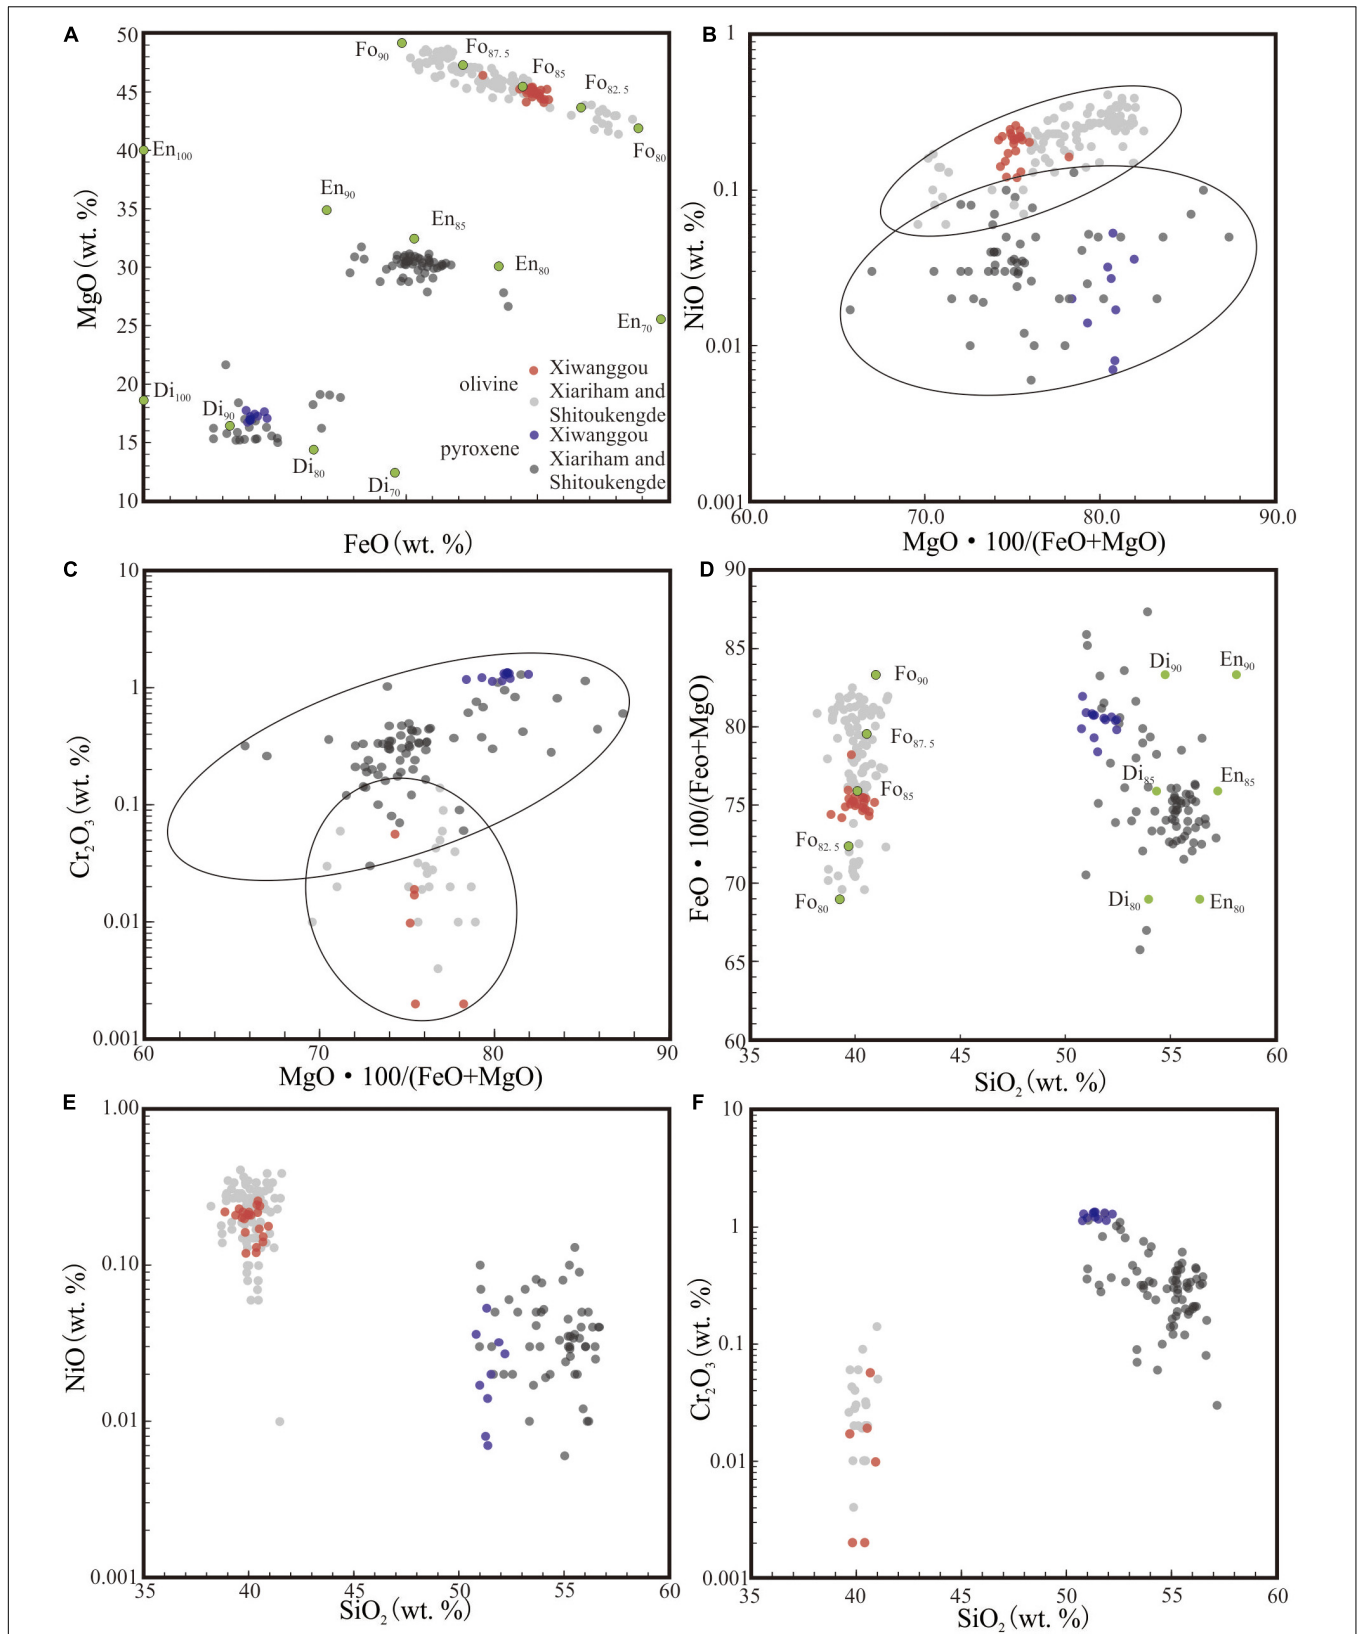 A
50
45
40
35
30
25
20
15
10
MgO (wt. %)
FeO (wt. %)
Fo90
Fo87.5
Fo85
Fo82.5
Fo80
En100
En90
En85
En80
En70
Di100
Di90
Di80
Di70
olivine
Xiwanggou
Xiariham and
Shitoukengde
pyroxene
Xiwanggou
Xiariham and
Shitoukengde
B
1
0.1
0.01
0.001
NiO (wt. %)
60.0
70.0
80.0
90.0
MgO • 100/(FeO+MgO)
C
10
1
0.1
0.01
0.001
Cr2O3 (wt. %)
60
70
80
90
MgO • 100/(FeO+MgO)
D
90
85
80
75
70
65
60
FeO • 100/(Feo+MgO)
Fo90
Fo87.5
Fo85
Fo82.5
Fo80
Di90
En90
Di85
En85
Di80
En80
35
40
45
50
55
60
SiO2 (wt. %)
E
1.00
0.10
0.01
0.001
NiO (wt. %)
35
40
45
50
55
60
SiO2 (wt. %)
F
10
1
0.1
0.01
0.001
Cr2O3 (wt. %)
35
40
45
50
55
60
SiO2 (wt. %)